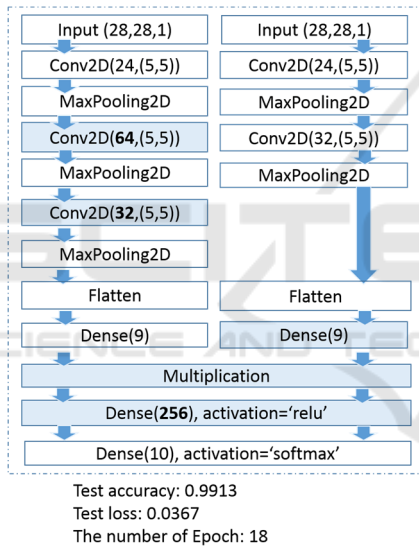 Input (28,28,1)
Conv2D(24,(5,5))
MaxPooling2D
Conv2D(64,(5,5))
MaxPooling2D
Conv2D(32,(5,5))
MaxPooling2D
Flatten
Dense(9)
Input (28,28,1)
Conv2D(24,(5,5))
MaxPooling2D
Conv2D(32,(5,5))
MaxPooling2D
Flatten
Dense(9)
Multiplication
Dense(256), activation='relu'
Dense(10), activation='softmax'
Test accuracy: 0.9913
Test loss: 0.0367
The number of Epoch: 18